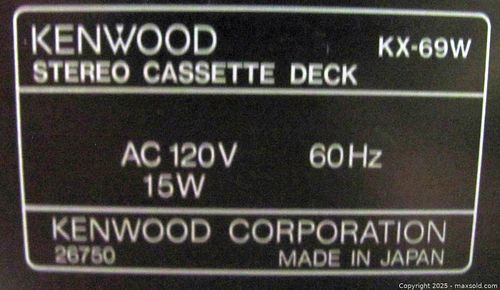 KENWOOD KX-69W
STEREO CASSETTE DECK
AC 120V 60Hz
15W
KENWOOD CORPORATION
26750 MADE IN JAPAN
Copyright 2025 - maxsold.com